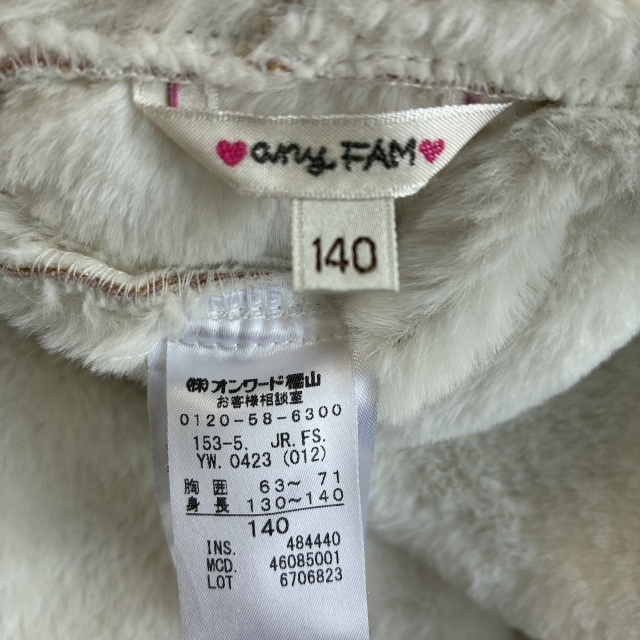 any FAM
140
㈱オンワード樫山
お客様相談室
0120-58-6300
153-5. JR.FS.
YW.0423(012)
胸囲 63~ 71
身長 130~140
140
INS. 484440
MCD. 46085001
LOT 6706823